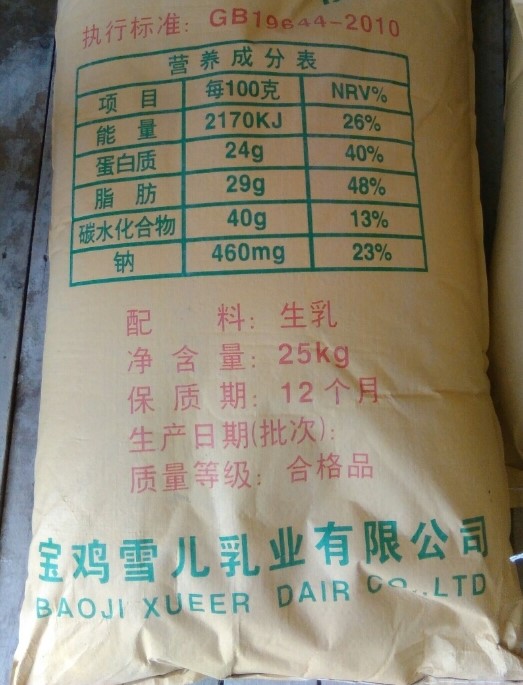 执行标准: GB19644-2010
营养成分表
项 目 每100克 NRV%
能 量 2170KJ 26%
蛋白质 24g 40%
脂 肪 29g 48%
碳水化合物 40g 13%
钠 460mg 23%
配 料: 生乳
净 含 量: 25kg
保 质 期: 12个月
生产日期(批次):
质量等级: 合格品
宝鸡雪儿乳业有限公司
BAOJI XUEER DAIR CO.,LTD